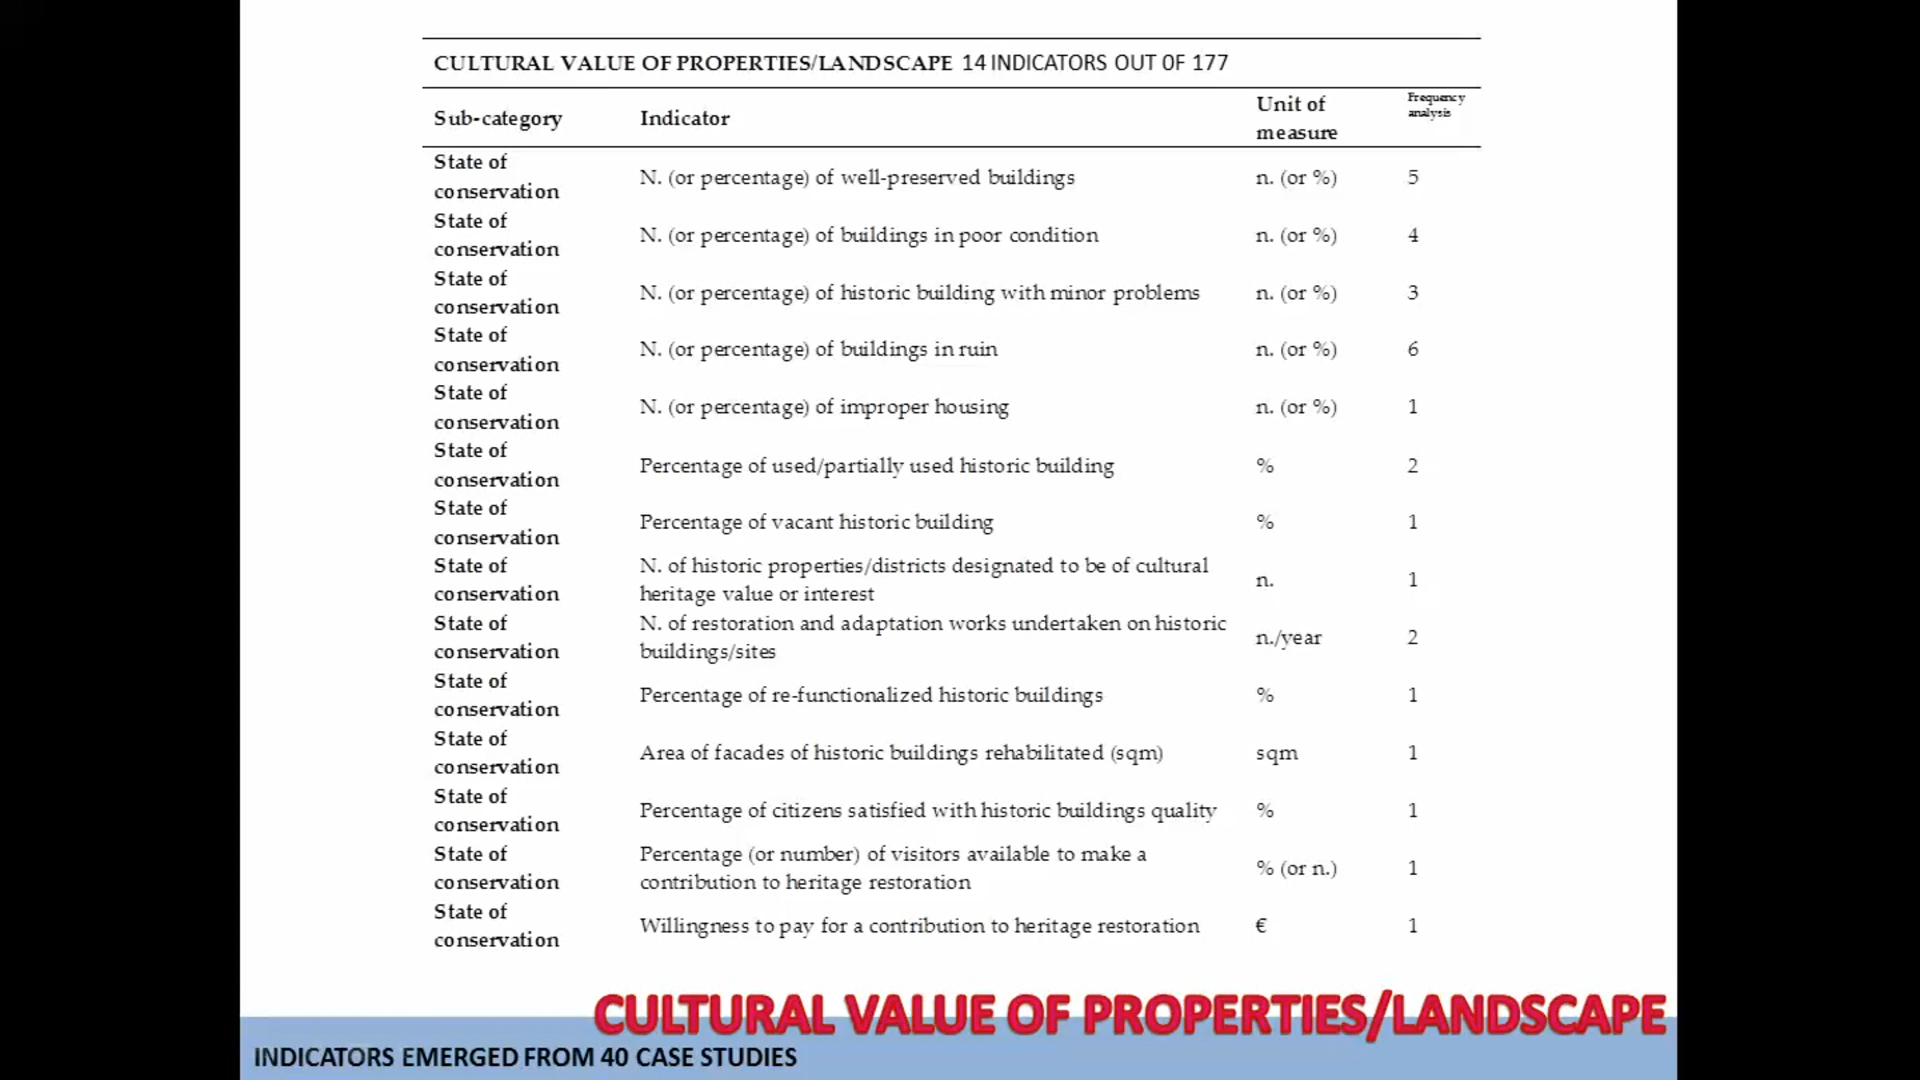 CULTURAL VALUE OF PROPERTIES/LANDSCAPE 14 INDICATORS OUT OF 177
Sub-category Indicator Unit of measure Frequency analysis
State of conservation N. (or percentage) of well-preserved buildings n. (or %) 5
State of conservation N. (or percentage) of buildings in poor condition n. (or %) 4
State of conservation N. (or percentage) of historic building with minor problems n. (or %) 3
State of conservation N. (or percentage) of buildings in ruin n. (or %) 6
State of conservation N. (or percentage) of improper housing n. (or %) 1
State of conservation Percentage of used/partially used historic building % 2
State of conservation Percentage of vacant historic building % 1
State of conservation N. of historic properties/districts designated to be of cultural heritage value or interest n. 1
State of conservation N. of restoration and adaptation works undertaken on historic buildings/sites n./year 2
State of conservation Percentage of re-functionalized historic buildings % 1
State of conservation Area of facades of historic buildings rehabilitated (sqm) sqm 1
State of conservation Percentage of citizens satisfied with historic buildings quality % 1
State of conservation Percentage (or number) of visitors available to make a contribution to heritage restoration % (or n.) 1
State of conservation Willingness to pay for a contribution to heritage restoration € 1
CULTURAL VALUE OF PROPERTIES/LANDSCAPE
INDICATORS EMERGED FROM 40 CASE STUDIES